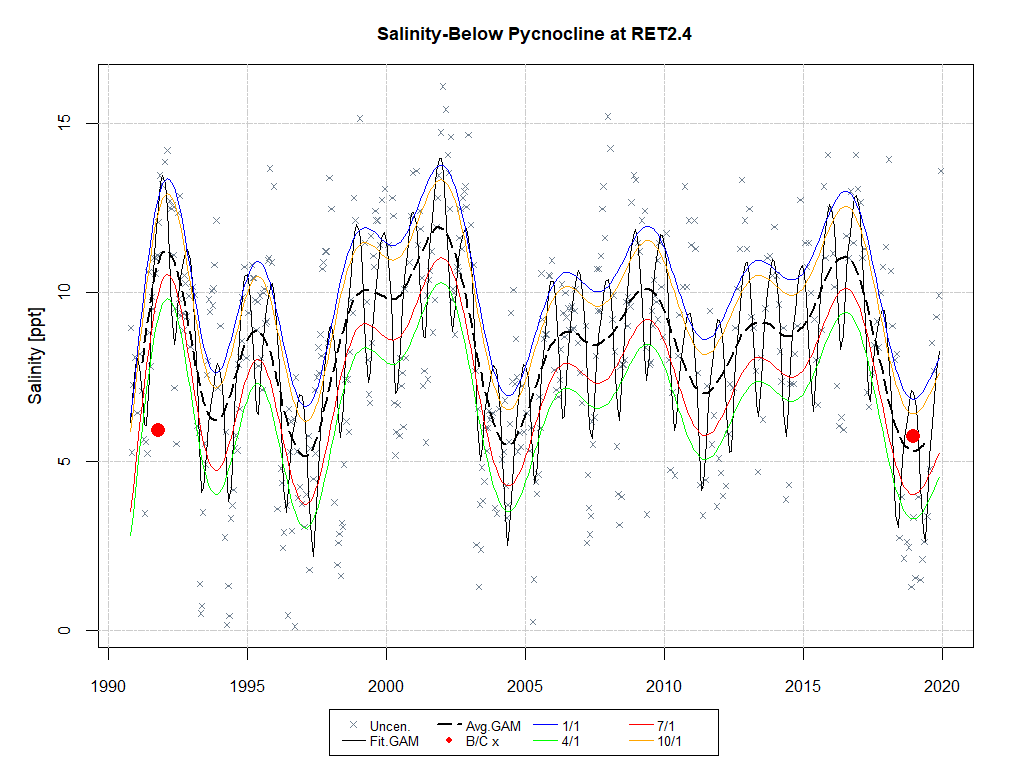 Salinity-Below Pycnocline at RET2.4
Salinity [ppt]
15
10
5
0
1990 1995 2000 2005 2010 2015 2020
Uncen. Avg.GAM 1/1 7/1
Fit.GAM B/C x 4/1 10/1